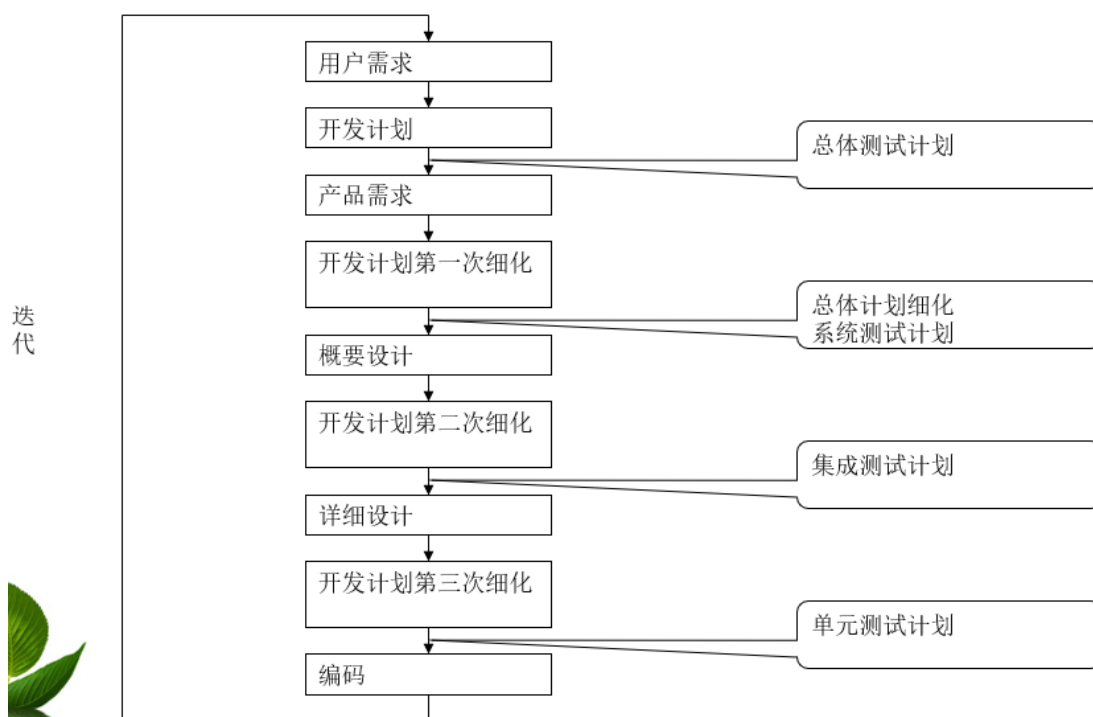 用户需求
开发计划
总体测试计划
产品需求
开发计划第一次细化
总体计划细化
系统测试计划
迭
代
概要设计
开发计划第二次细化
集成测试计划
详细设计
开发计划第三次细化
单元测试计划
编码